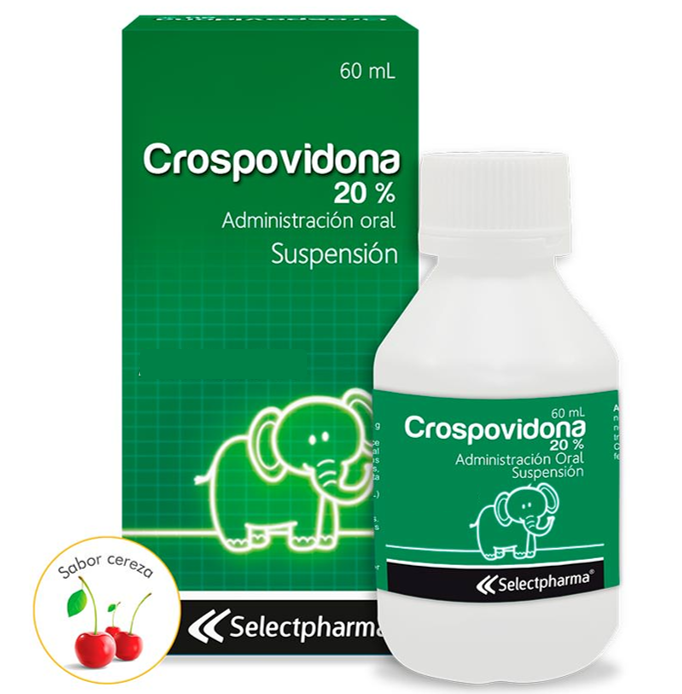 60 mL
Crospovidona
20 %
Administración oral
Suspensión
Selectpharma
60 mL
Crospovidona
20 %
Administración Oral
Suspensión
Selectpharma®
Sabor cereza